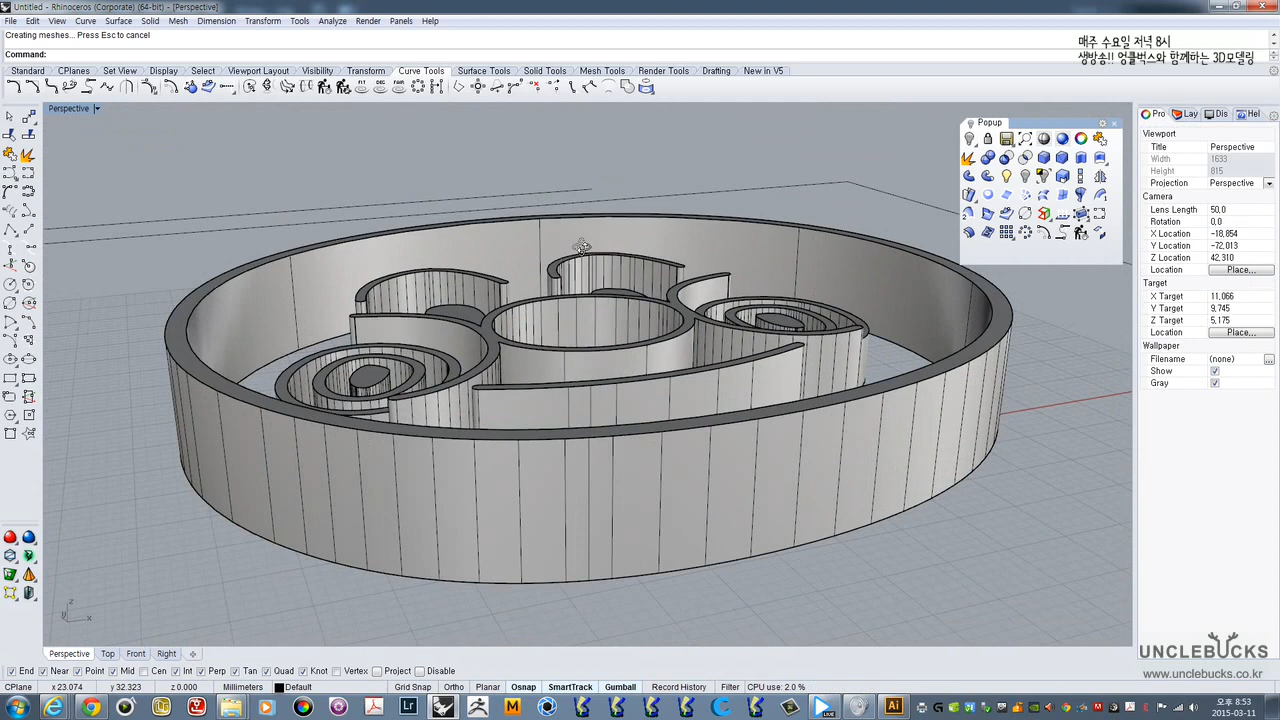 Untitled - Rhinoceros (Corporate) (64-bit) - [Perspective]
File Edit View Curve Surface Solid Mesh Dimension Transform Tools Analyze Render Panels Help
Creating meshes... Press Esc to cancel
Command:
매주 수요일 저녁 8시
생방송!! 엉클벅스와 함께하는 3D모델링
Standard CPlanes Set View Display Select Viewport Layout Visibility Transform Curve Tools Surface Tools Solid Tools Mesh Tools Render Tools Drafting New In V5
Perspective
Popup
Pro Lay Dis Hel
Viewport
Title Perspective
Width 1633
Height 815
Projection Perspective
Camera
Lens Length 50,0
Rotation 0,0
X Location -18,854
Y Location -72,013
Z Location 42,310
Location Place...
Target
X Target 11,066
Y Target 9,745
Z Target 5,175
Location Place...
Wallpaper
Filename (none)
Show
Gray
z
y x
Perspective Top Front Right
End Near Point Mid Cen Int Perp Tan Quad Knot Vertex Project Disable
CPlane x 23.074 y 32.323 z 0.000 Millimeters Default Grid Snap Ortho Planar Osnap SmartTrack Gumball Record History Filter CPU use: 2.0 %
UNCLEBUCKS
www.unclebucks.co.kr
Lr M Ai
오후 8:53
2015-03-11